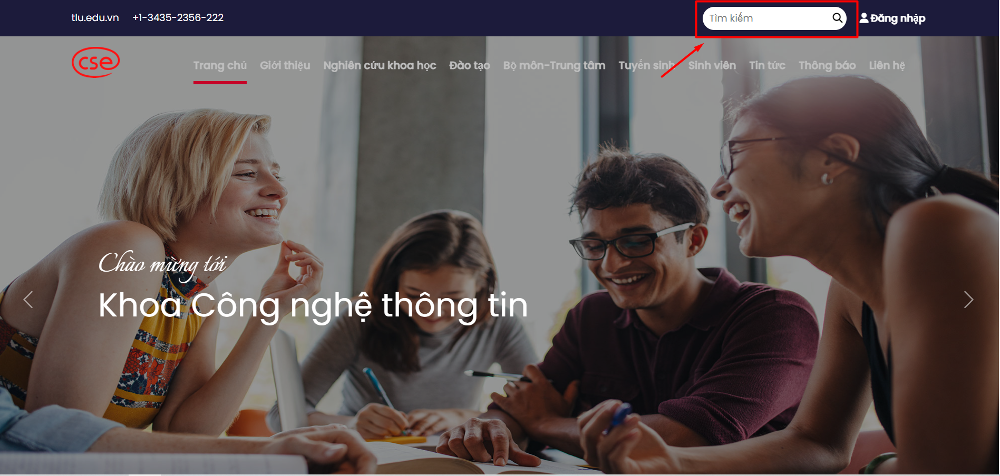 tlu.edu.vn +1-3435-2356-222 Tìm kiếm Đăng nhập
cse Trang chủ Giới thiệu Nghiên cứu khoa học Đào tạo Bộ môn-Trung tâm Tuyển sinh Sinh viên Tin tức Thông báo Liên hệ
Chào mừng tới
Khoa Công nghệ thông tin